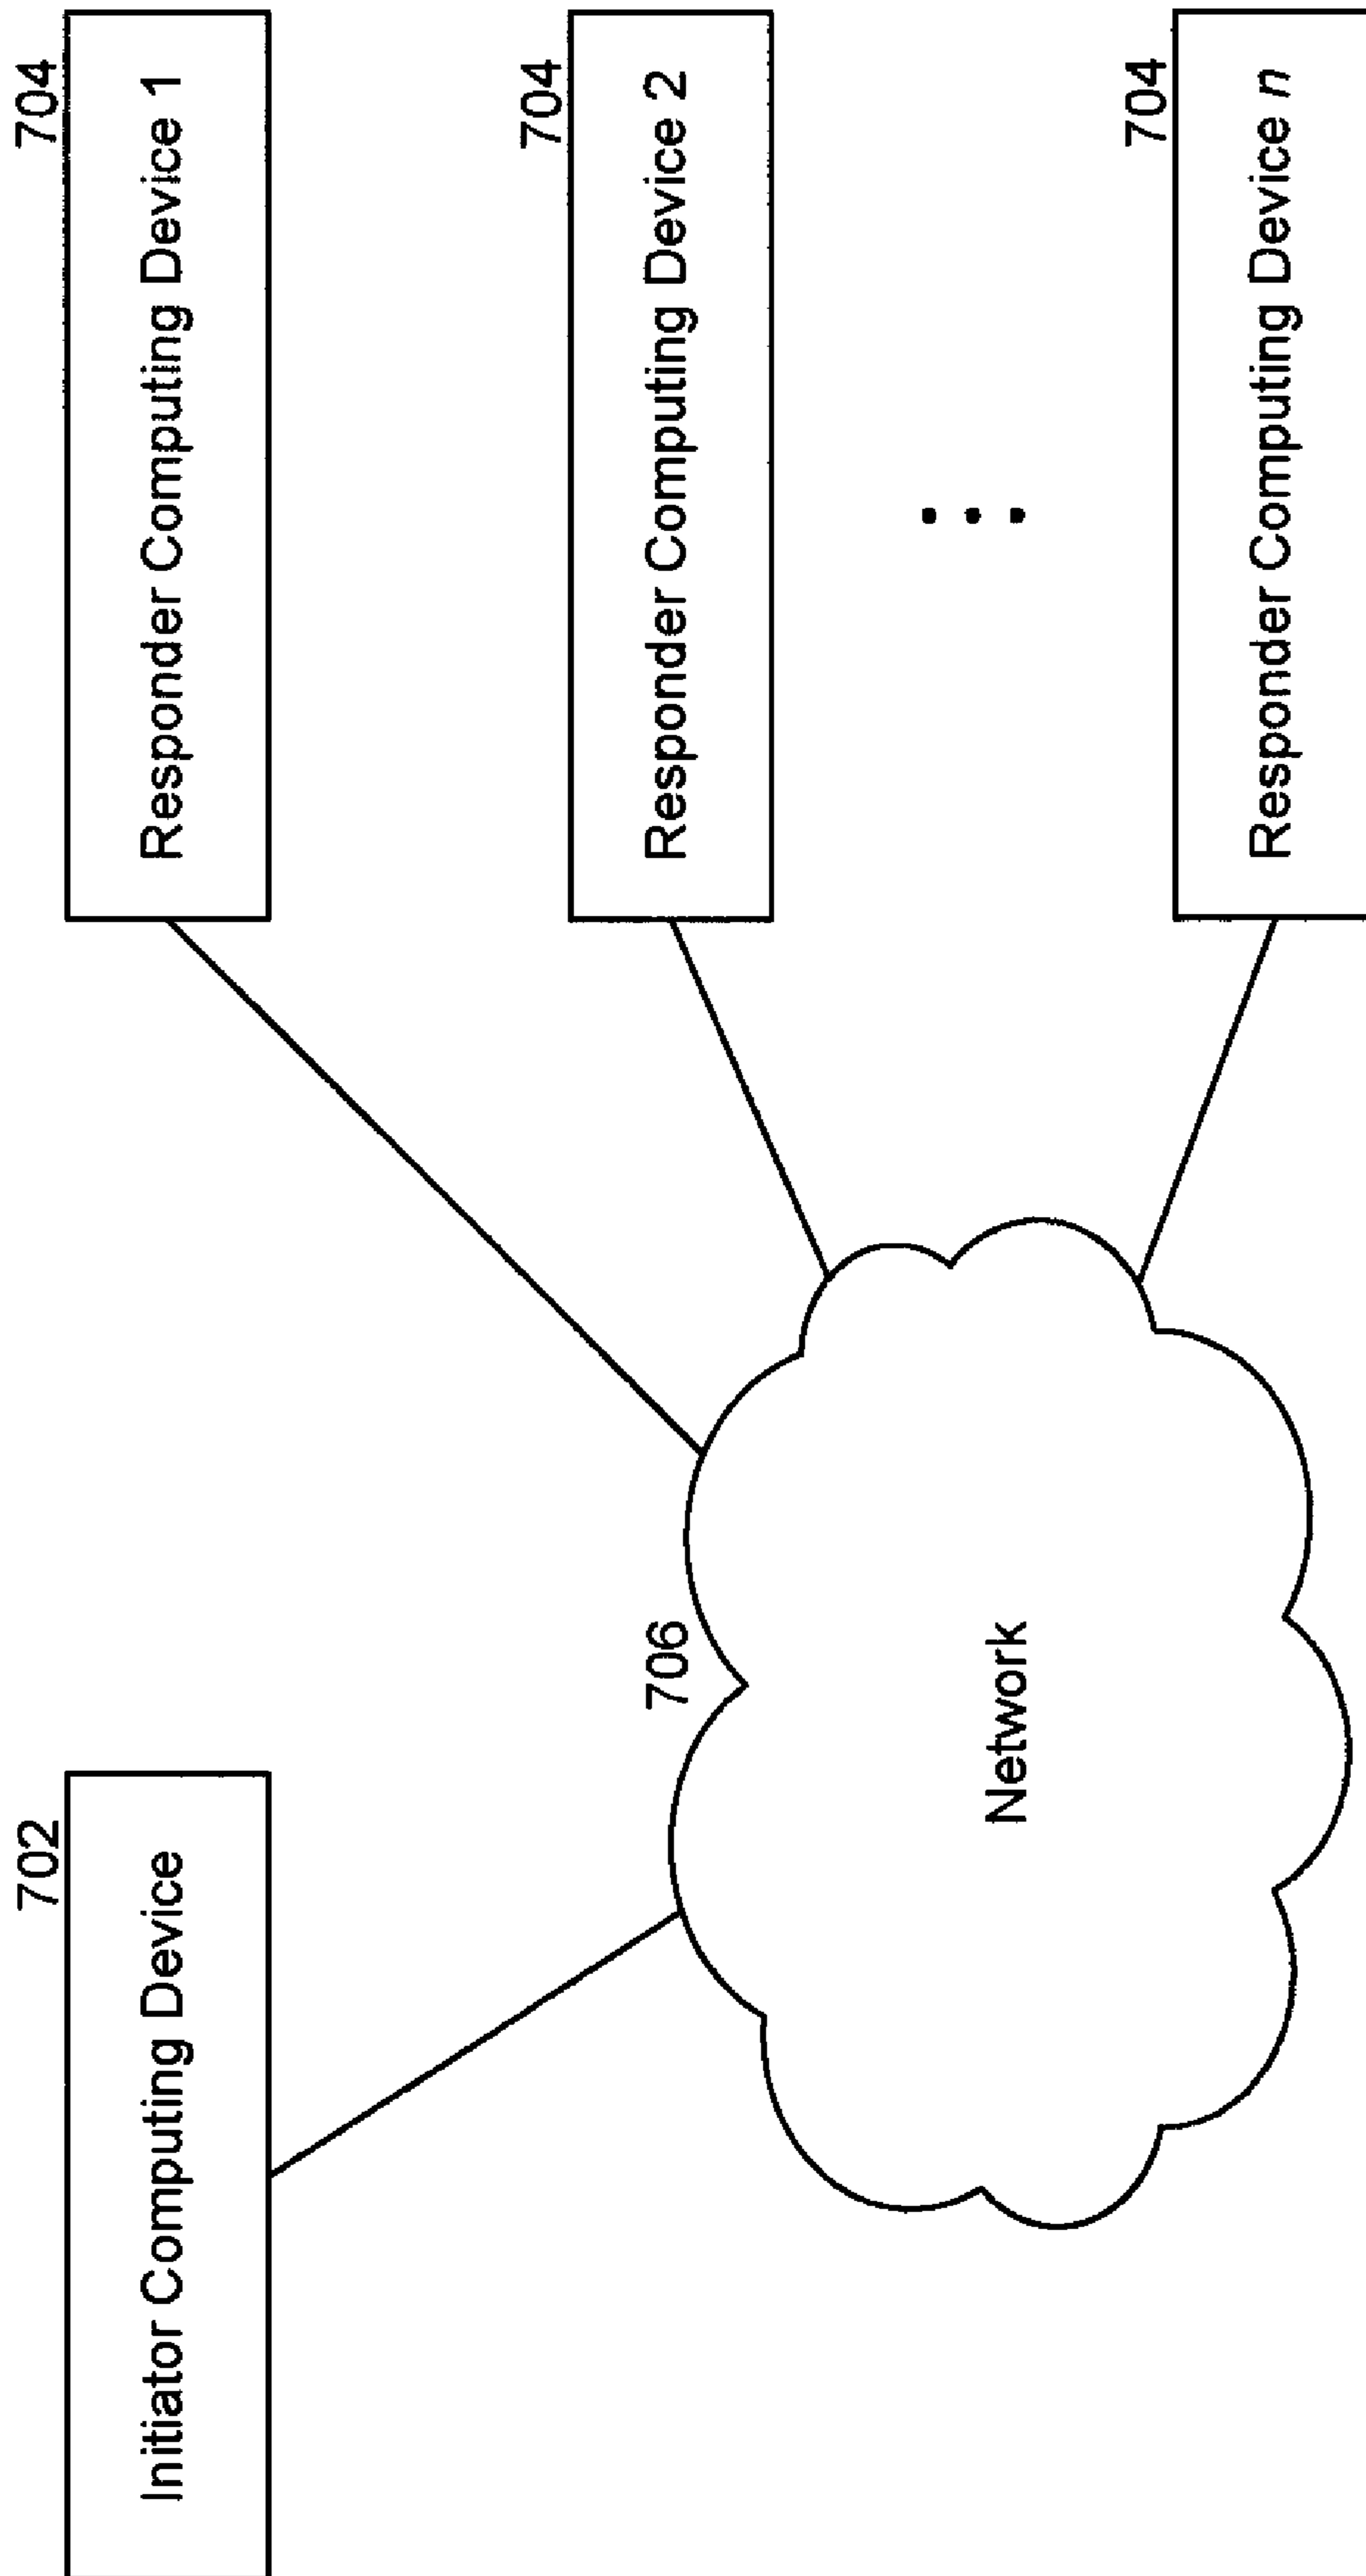 702
Initiator Computing Device
704
Responder Computing Device 1
704
Responder Computing Device 2
706
Network
704
Responder Computing Device n